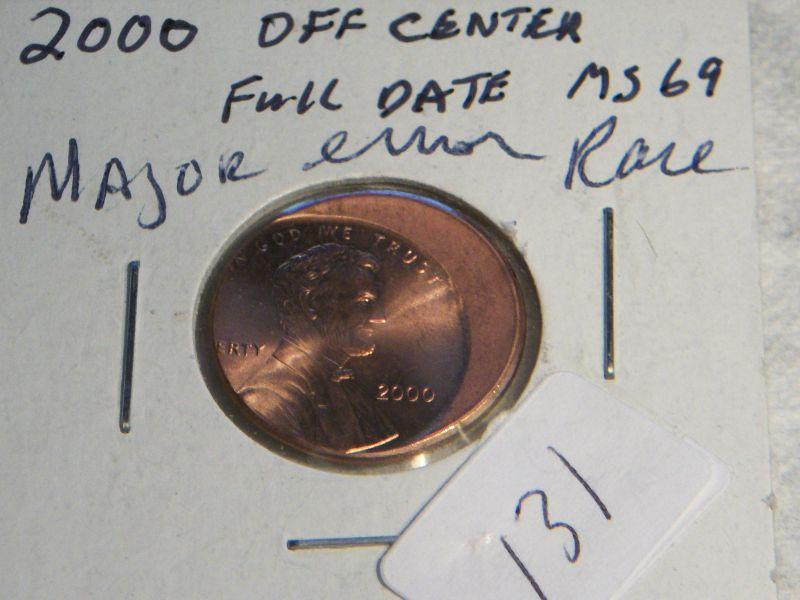 2000 OFF CENTER
Full DATE MS69
MAJOR error Rare
IN GOD WE TRUST
ERTY
2000
131